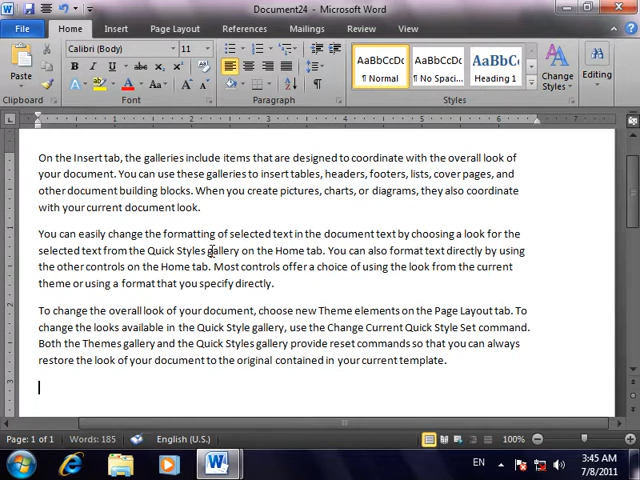 Document24 - Microsoft Word
File Home Insert Page Layout References Mailings Review View
Paste
Calibri (Body) 11
AaBbCcDc AaBbCcDc AaBbC
¶ Normal ¶ No Spaci... Heading 1
Change
Styles
Editing
Clipboard Font Paragraph Styles
On the Insert tab, the galleries include items that are designed to coordinate with the overall look of
your document. You can use these galleries to insert tables, headers, footers, lists, cover pages, and
other document building blocks. When you create pictures, charts, or diagrams, they also coordinate
with your current document look.
You can easily change the formatting of selected text in the document text by choosing a look for the
selected text from the Quick Styles gallery on the Home tab. You can also format text directly by using
the other controls on the Home tab. Most controls offer a choice of using the look from the current
theme or using a format that you specify directly.
To change the overall look of your document, choose new Theme elements on the Page Layout tab. To
change the looks available in the Quick Style gallery, use the Change Current Quick Style Set command.
Both the Themes gallery and the Quick Styles gallery provide reset commands so that you can always
restore the look of your document to the original contained in your current template.
Page: 1 of 1 Words: 185 English (U.S.) 100%
EN 3:45 AM
7/8/2011